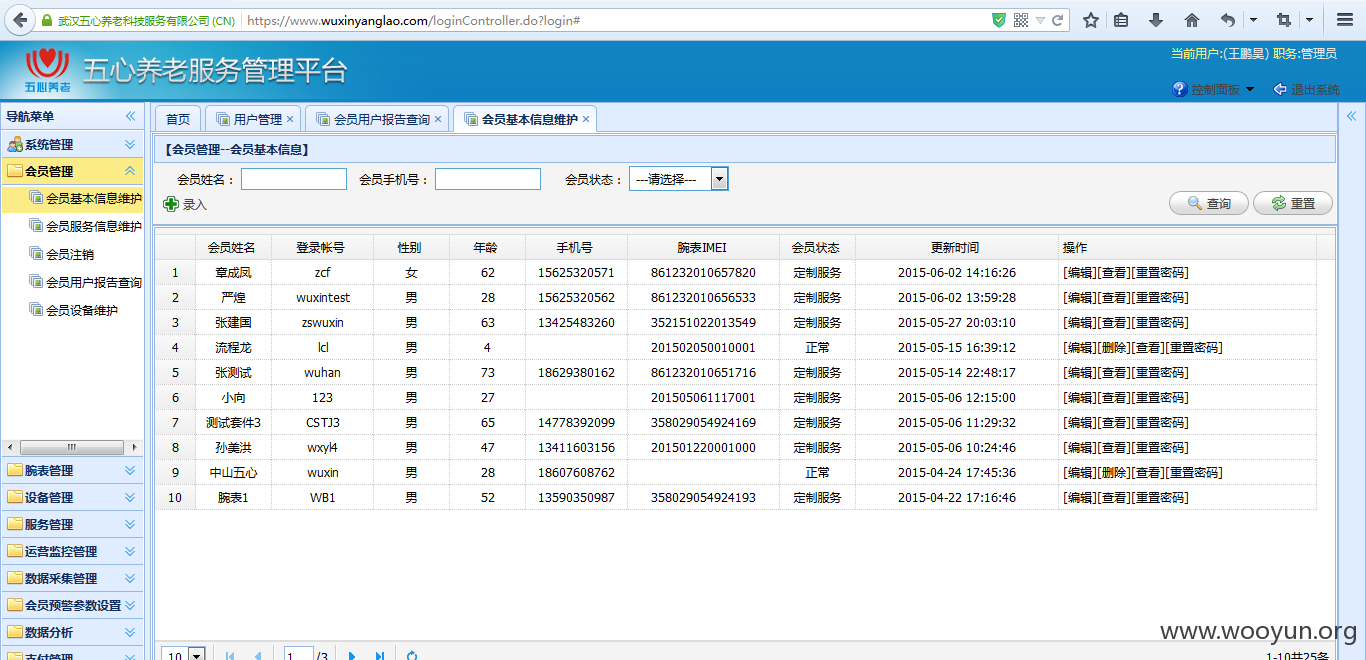 武汉五心养老科技服务有限公司 (CN) https://www.wuxinyanglao.com/loginController.do?login#
五心养老 五心养老服务管理平台
当前用户:(王鹏昊) 职务:管理员
控制面板 退出系统
导航菜单
系统管理
会员管理
会员基本信息维护
会员服务信息维护
会员注销
会员用户报告查询
会员设备维护
腕表管理
设备管理
服务管理
运营监控管理
数据采集管理
会员预警参数设置
数据分析
支付管理
首页 用户管理 × 会员用户报告查询 × 会员基本信息维护 ×
【会员管理--会员基本信息】
会员姓名： 会员手机号： 会员状态： ---请选择---
录入 查询 重置
会员姓名 登录帐号 性别 年龄 手机号 腕表IMEI 会员状态 更新时间 操作
1 章成凤 zcf 女 62 15625320571 861232010657820 定制服务 2015-06-02 14:16:26 [编辑][查看][重置密码]
2 严煌 wuxintest 男 28 15625320562 861232010656533 定制服务 2015-06-02 13:59:28 [编辑][查看][重置密码]
3 张建国 zswuxin 男 63 13425483260 352151022013549 定制服务 2015-05-27 20:03:10 [编辑][查看][重置密码]
4 流程龙 lcl 男 4 201502050010001 正常 2015-05-15 16:39:12 [编辑][删除][查看][重置密码]
5 张测试 wuhan 男 73 18629380162 861232010651716 定制服务 2015-05-14 22:48:17 [编辑][查看][重置密码]
6 小向 123 男 27 201505061117001 定制服务 2015-05-06 12:15:00 [编辑][查看][重置密码]
7 测试套件3 CSTJ3 男 65 14778392099 358029054924169 定制服务 2015-05-06 11:29:32 [编辑][查看][重置密码]
8 孙美洪 wxyl4 男 47 13411603156 201501220001000 定制服务 2015-05-06 10:24:46 [编辑][查看][重置密码]
9 中山五心 wuxin 男 28 18607608762 正常 2015-04-24 17:45:36 [编辑][删除][查看][重置密码]
10 腕表1 WB1 男 52 13590350987 358029054924193 定制服务 2015-04-22 17:16:46 [编辑][查看][重置密码]
www.wooyun.org
10 1 /3 1-10共25条